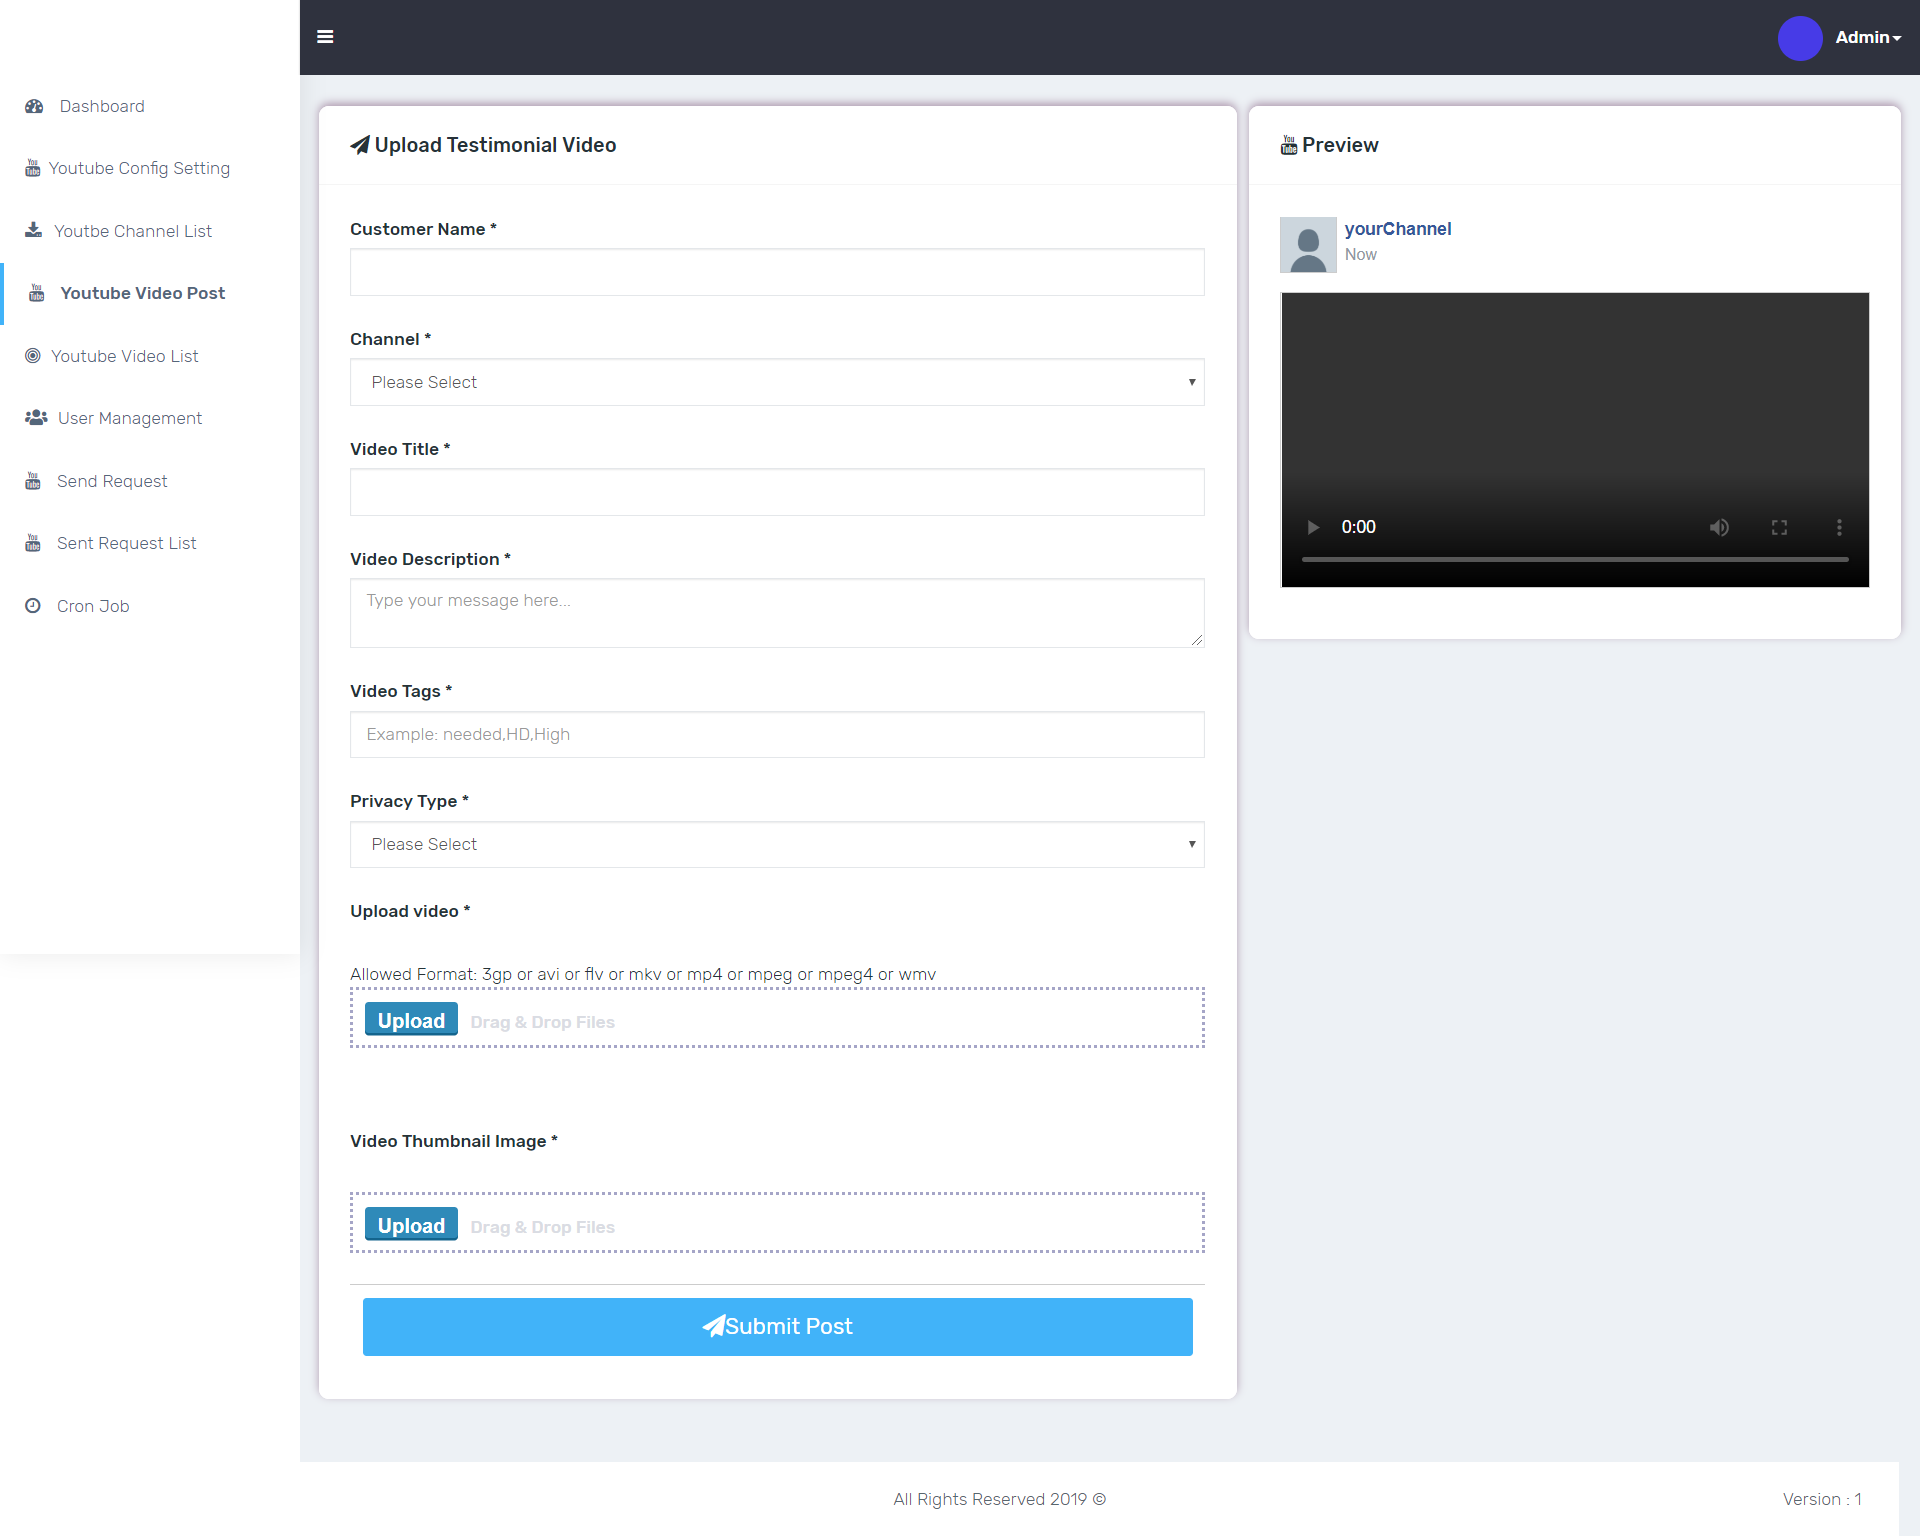 Admin
Dashboard
Youtube Config Setting
Youtbe Channel List
Youtube Video Post
Youtube Video List
User Management
Send Request
Sent Request List
Cron Job
Upload Testimonial Video
Customer Name *
Channel *
Please Select
Video Title *
Video Description *
Type your message here...
Video Tags *
Example: needed,HD,High
Privacy Type *
Please Select
Upload video *
Allowed Format: 3gp or avi or flv or mkv or mp4 or mpeg or mpeg4 or wmv
Upload Drag & Drop Files
Video Thumbnail Image *
Upload Drag & Drop Files
Submit Post
You Tube Preview
yourChannel
Now
0:00
All Rights Reserved 2019 ©
Version : 1